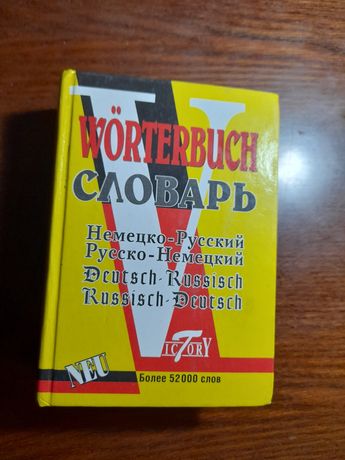 WÖRTERBUCH
СЛОВАРЬ
Немецко-Русский
Русско-Немецкий
Deutsch-Russisch
Russisch-Deutsch
VICTORY
NEU
Более 52000 слов